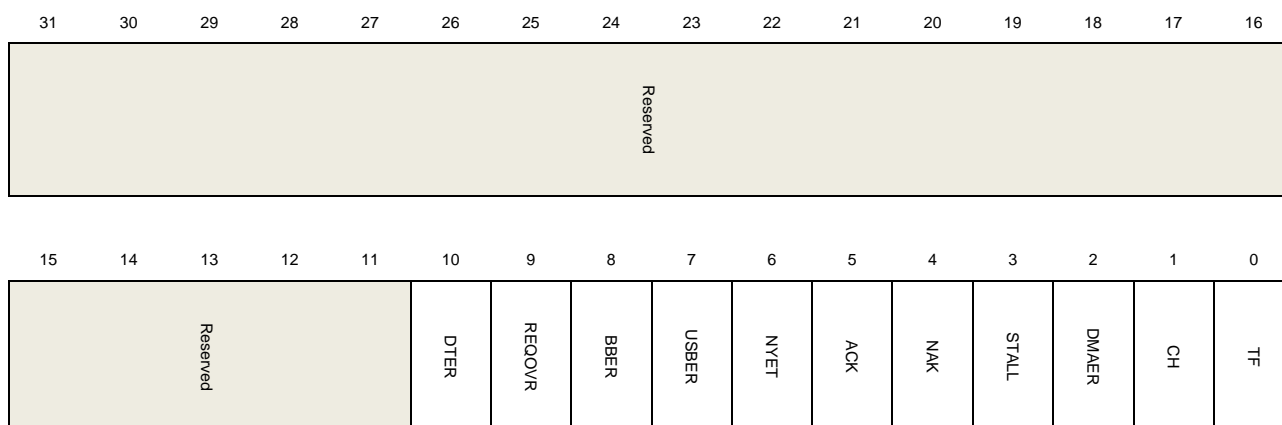 31 30 29 28 27 26 25 24 23 22 21 20 19 18 17 16
Reserved
15 14 13 12 11 10 9 8 7 6 5 4 3 2 1 0
Reserved DTER REQOVR BBER USBER NYET ACK NAK STALL DMAER CH TF